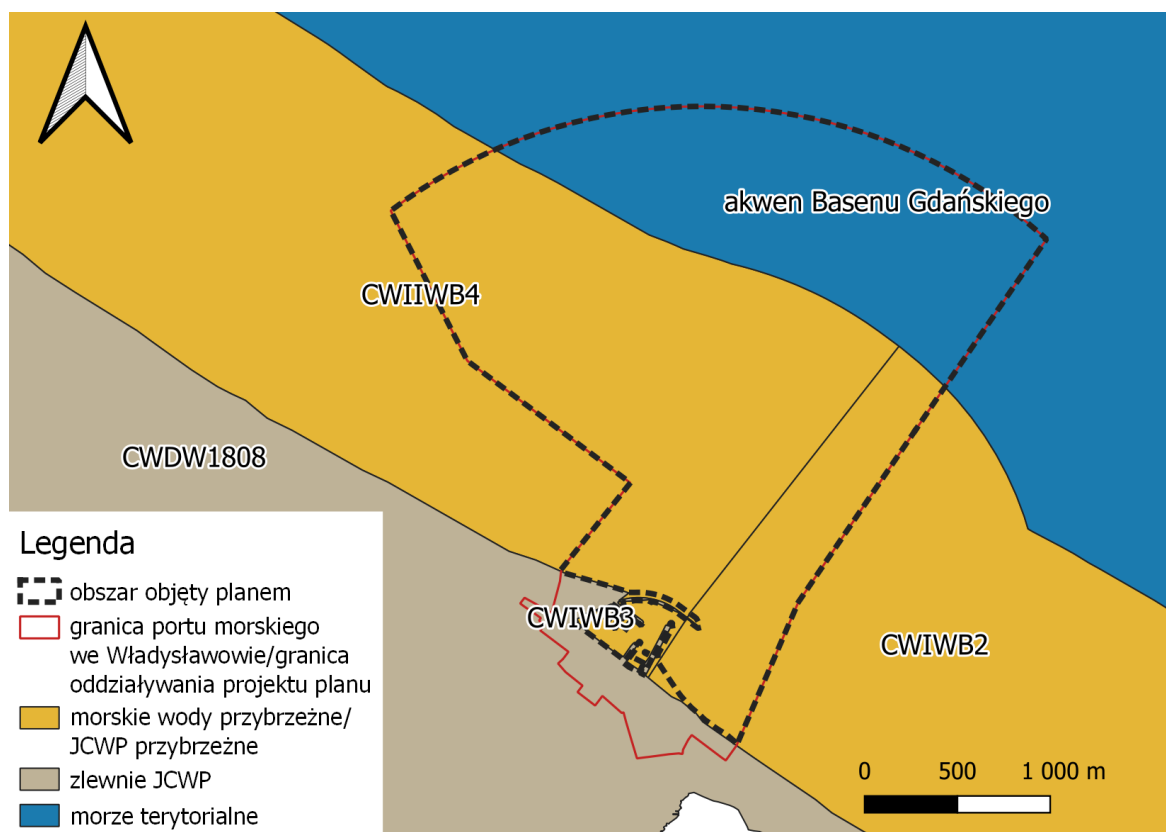 akwen Basenu Gdańskiego
CWIIWB4
CWDW1808
CWIWB3
CWIWB2
Legenda
obszar objęty planem
granica portu morskiego
we Władysławowie/granica
oddziaływania projektu planu
morskie wody przybrzeżne/
JCWP przybrzeżne
zlewnie JCWP
morze terytorialne
0 500 1 000 m